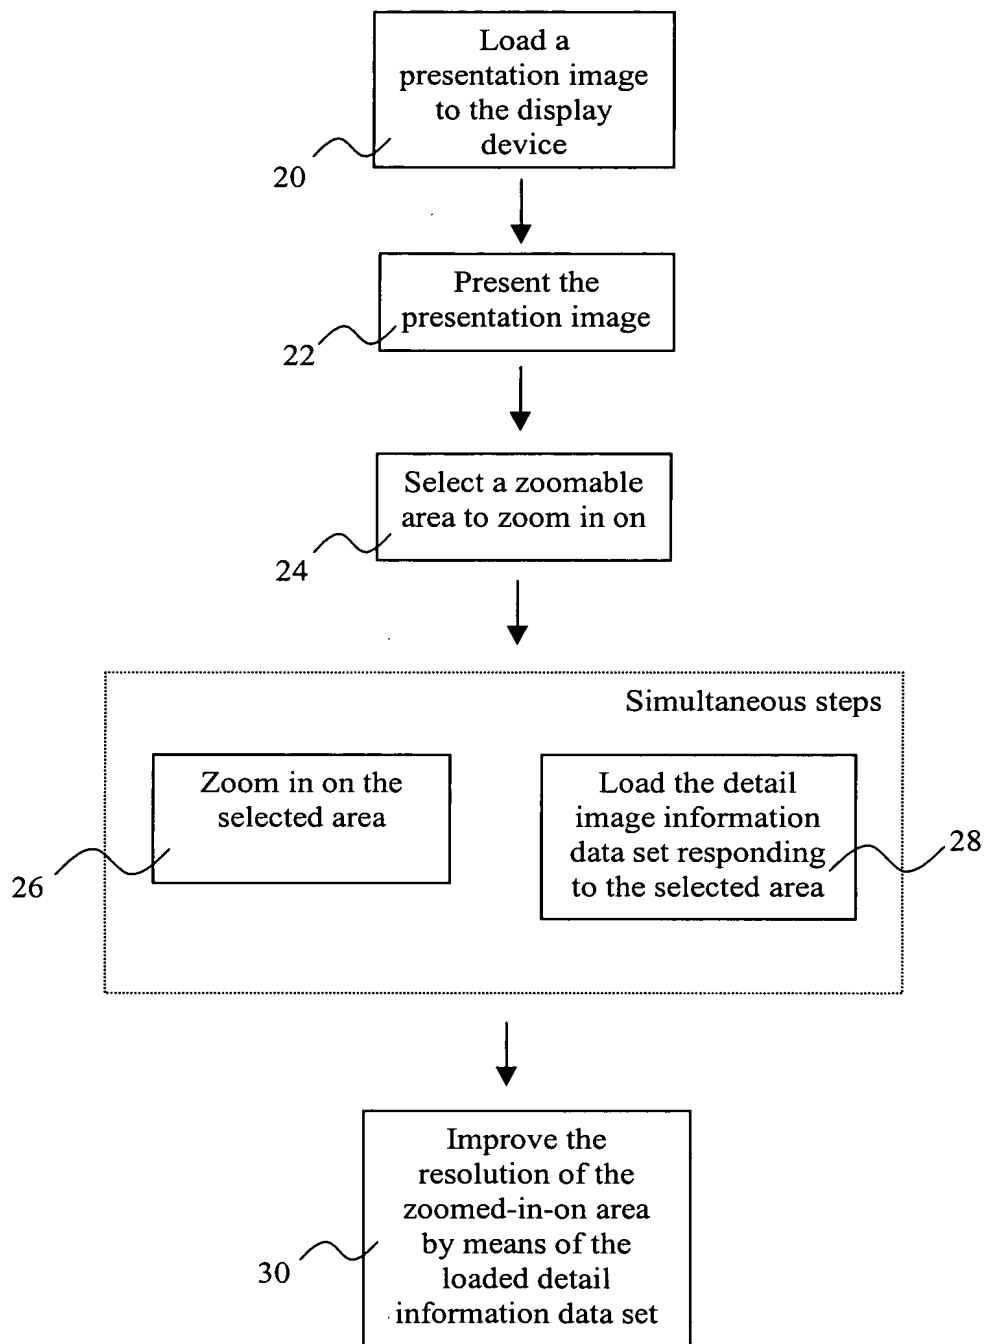 Load a
presentation image
to the display
device
20
Present the
presentation image
22
Select a zoomable
area to zoom in on
24
Simultaneous steps
Zoom in on the
selected area
26
Load the detail
image information
data set responding
to the selected area
28
Improve the
resolution of the
zoomed-in-on area
by means of the
loaded detail
information data set
30